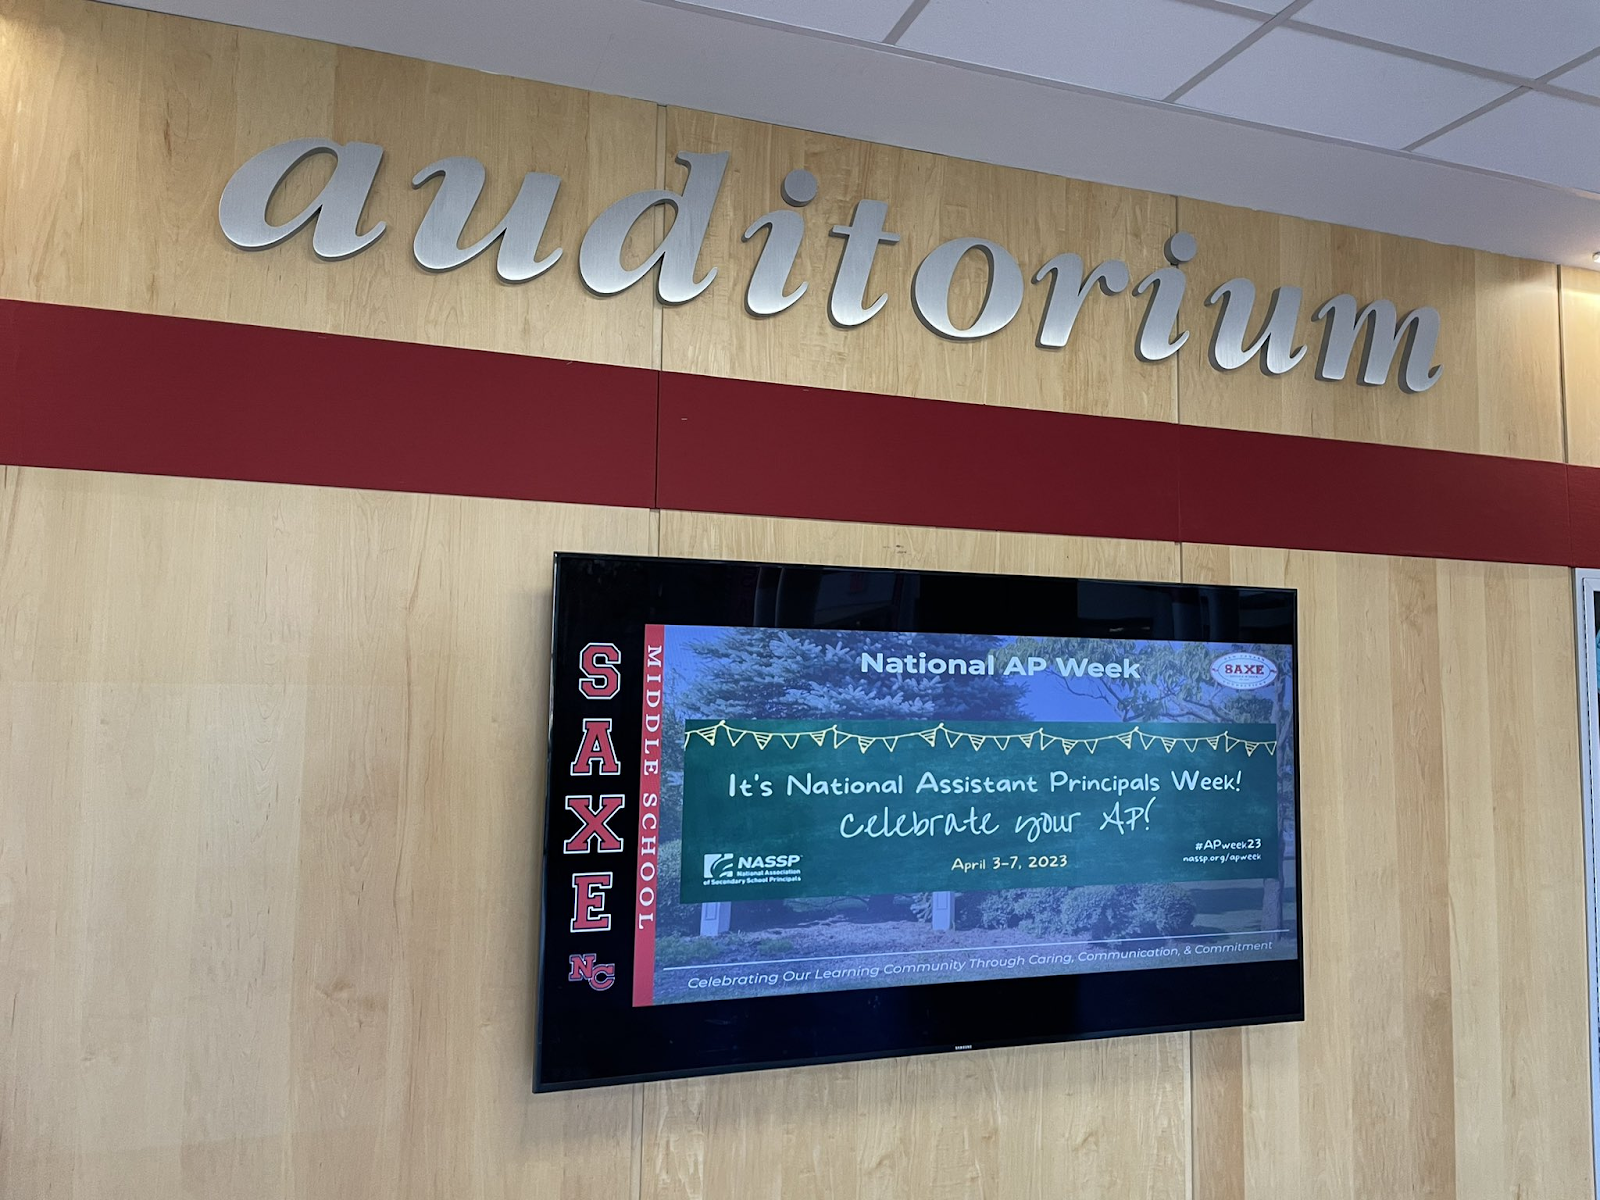 auditorium
SAXE
NC
MIDDLE SCHOOL
National AP Week
SAXE
It's National Assistant Principals Week!
celebrate your AP!
NASSP
National Association
of Secondary School Principals
April 3-7, 2023
#APweek23
nassp.org/apweek
Celebrating Our Learning Community Through Caring, Communication, & Commitment
SAMSUNG